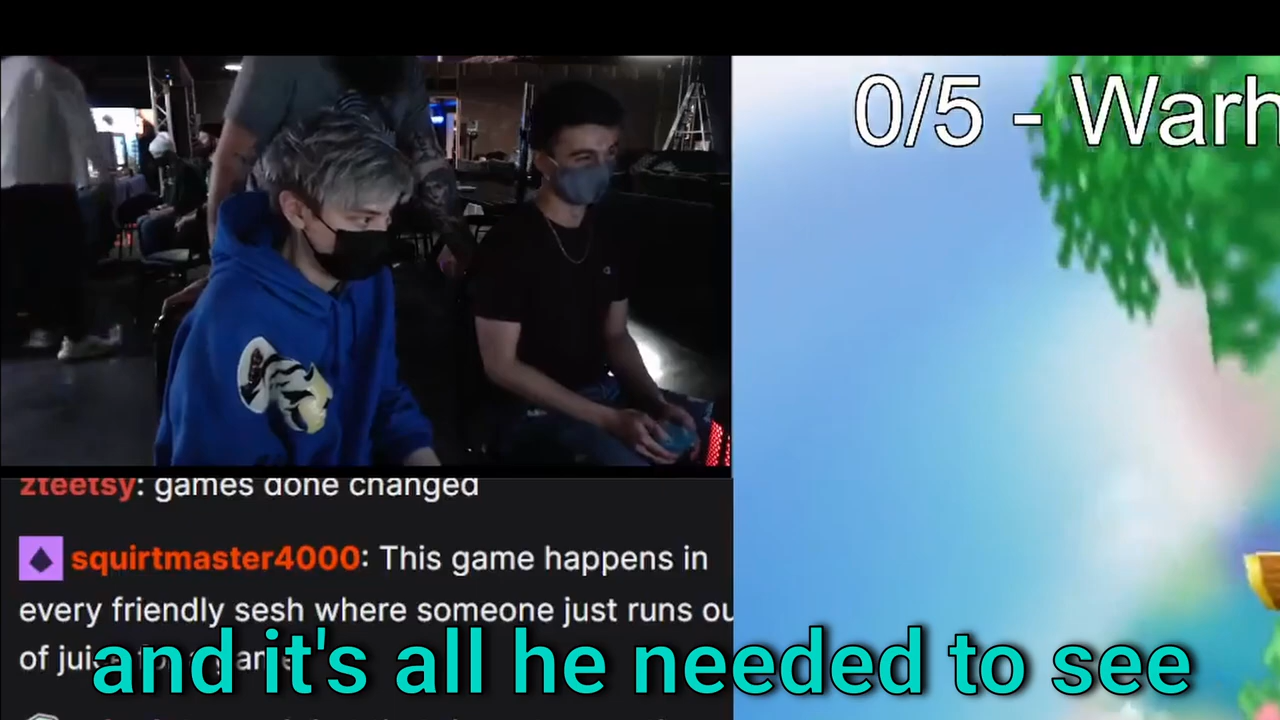 0/5 - Warh
zteetsy: games done changed
squirtmaster4000: This game happens in
every friendly sesh where someone just runs ou
of
and it's all he needed to see